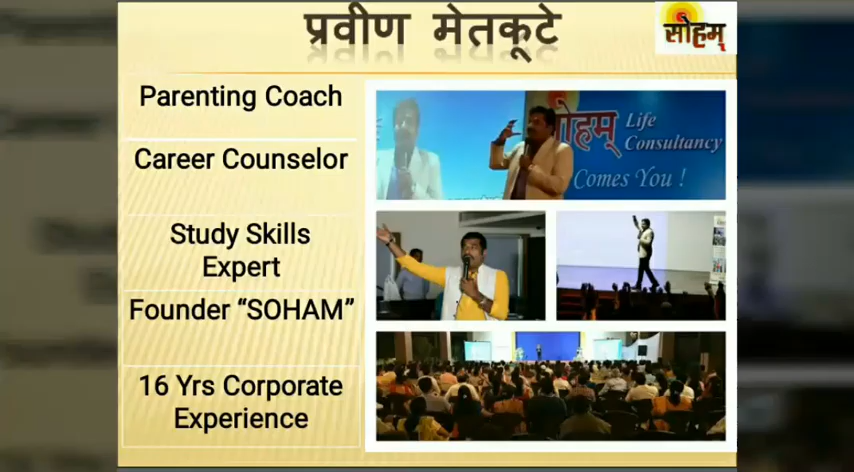 प्रवीण मेतकूटे
सोहम्
Parenting Coach
Career Counselor
Study Skills
Expert
Founder “SOHAM”
16 Yrs Corporate
Experience
सोहम् Life
Consultancy
Comes You !